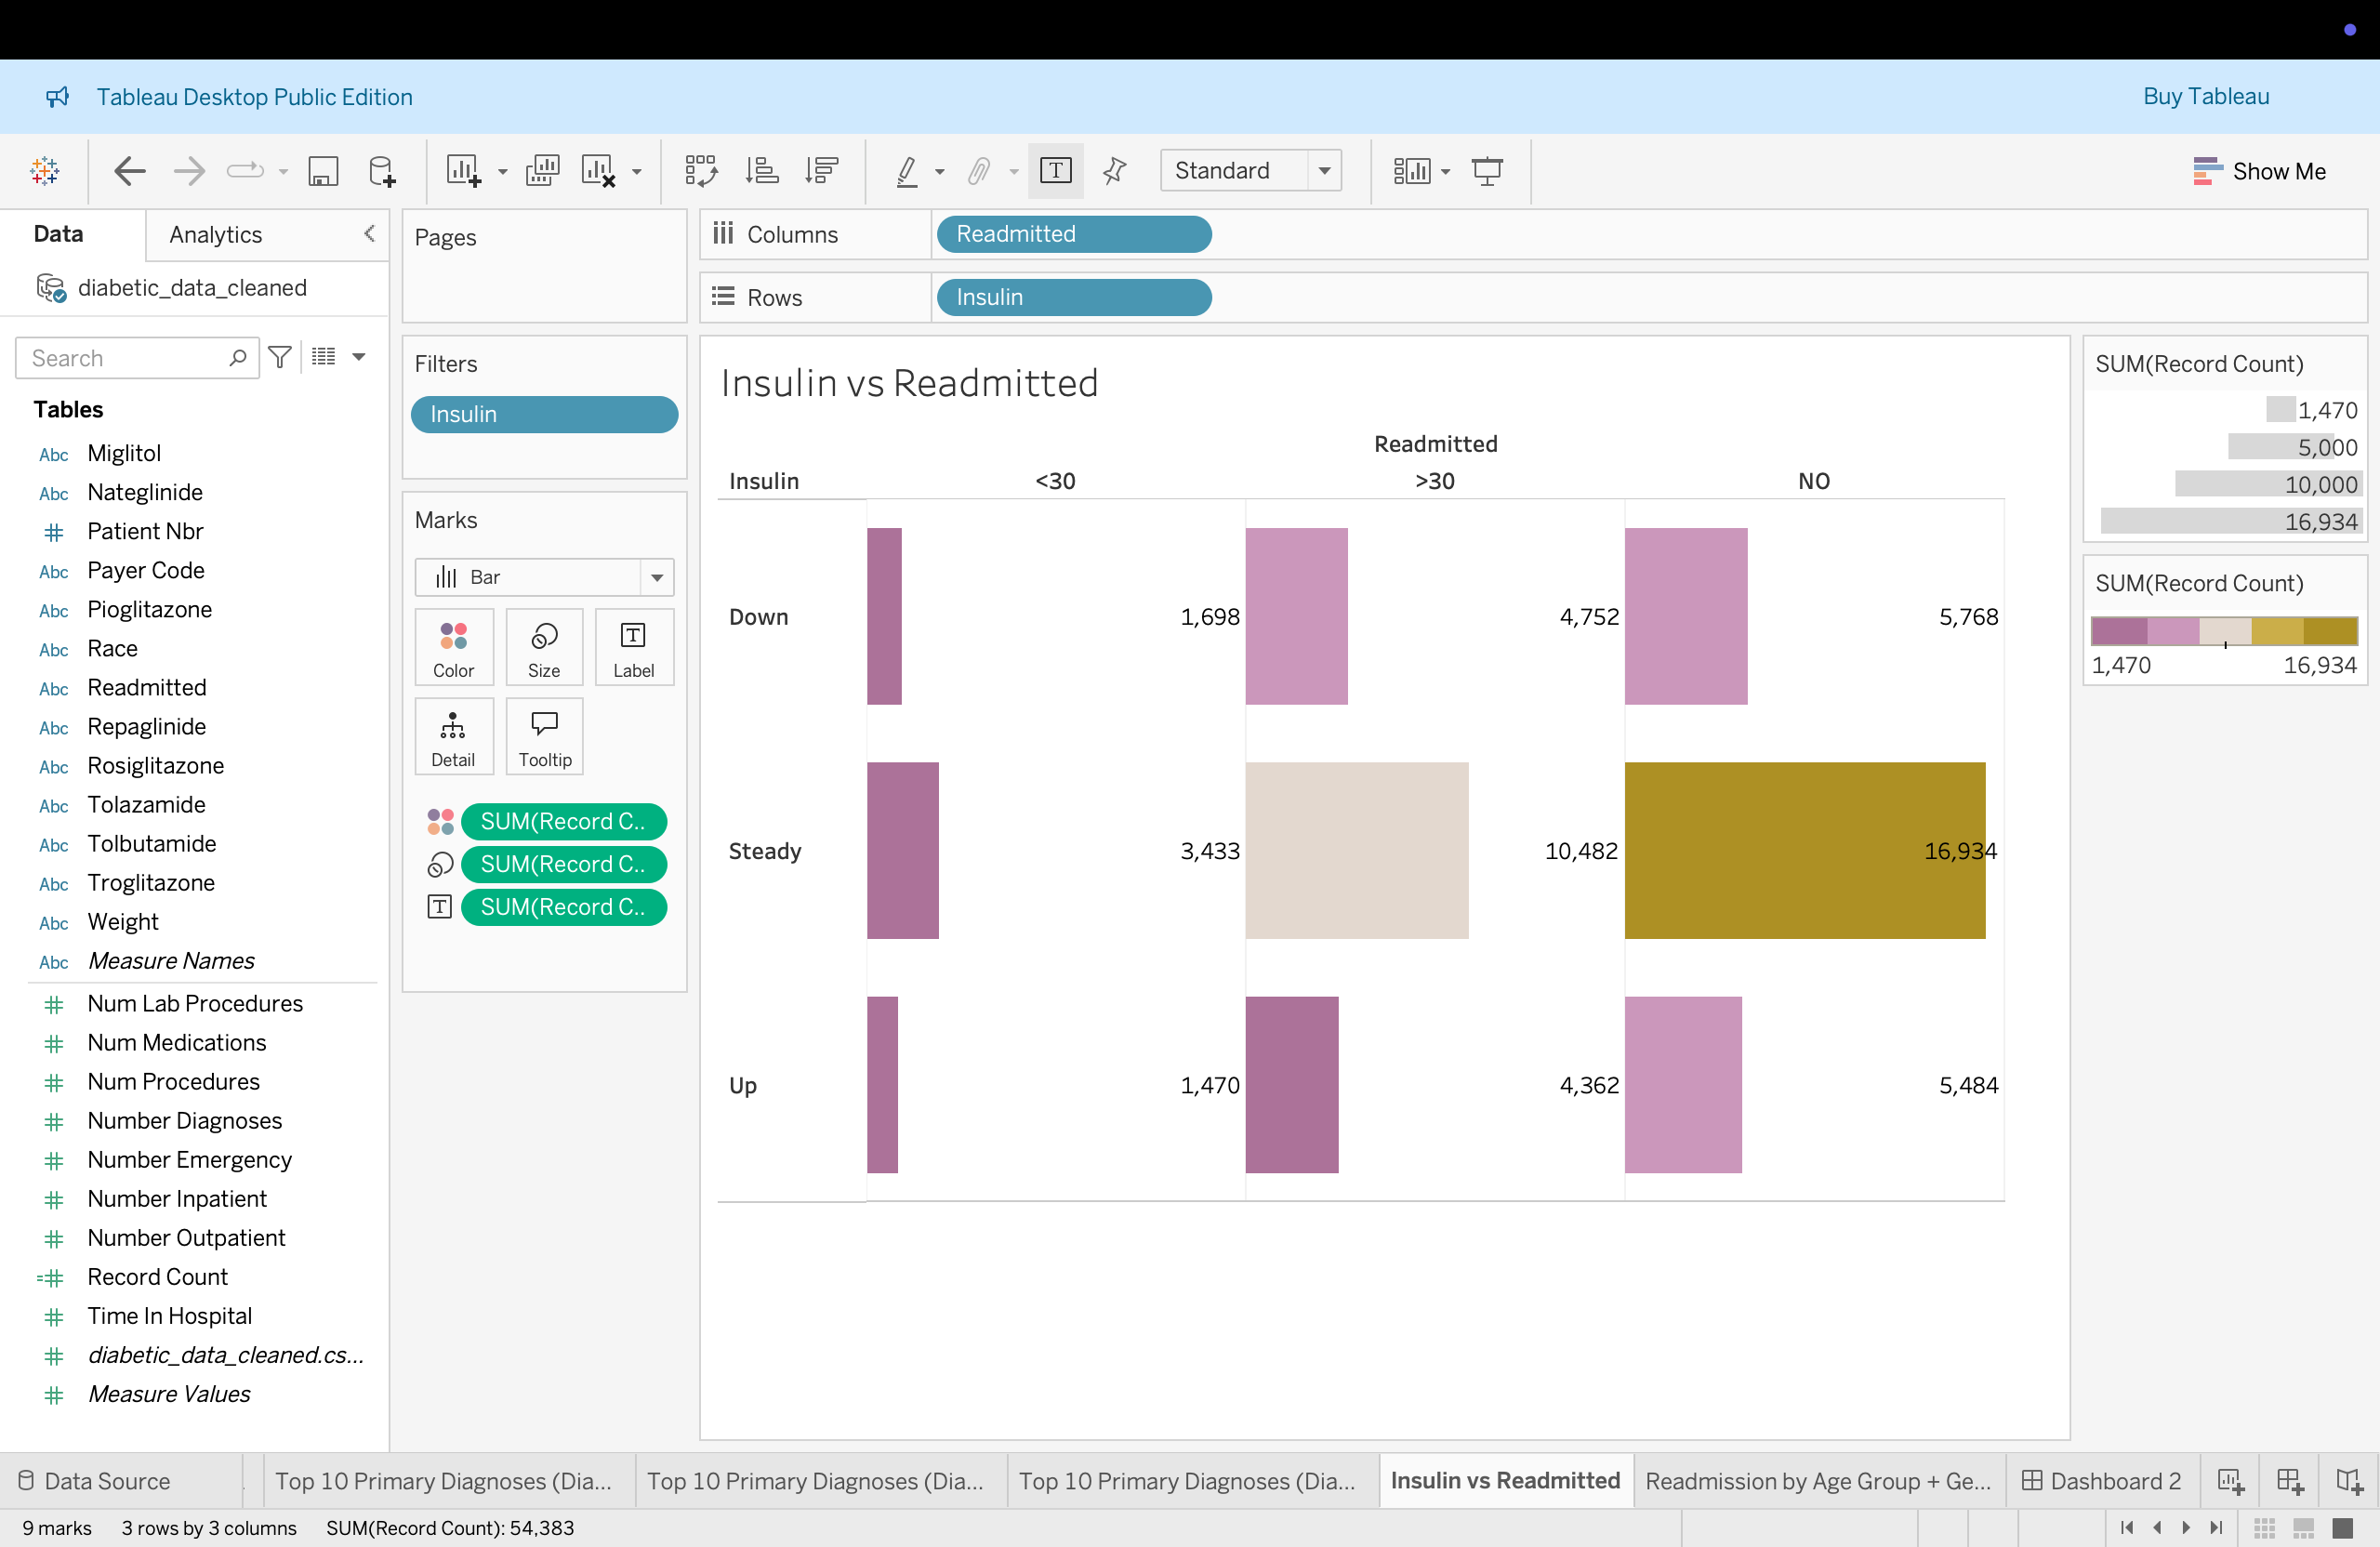 Tableau Desktop Public Edition
Buy Tableau
Standard
Show Me
Data
Analytics
diabetic_data_cleaned
Search
Tables
Abc Miglitol
Abc Nateglinide
# Patient Nbr
Abc Payer Code
Abc Pioglitazone
Abc Race
Abc Readmitted
Abc Repaglinide
Abc Rosiglitazone
Abc Tolazamide
Abc Tolbutamide
Abc Troglitazone
Abc Weight
Abc Measure Names
# Num Lab Procedures
# Num Medications
# Num Procedures
# Number Diagnoses
# Number Emergency
# Number Inpatient
# Number Outpatient
=# Record Count
# Time In Hospital
# diabetic_data_cleaned.cs...
# Measure Values
Pages
Filters
Insulin
Marks
Bar
Color
Size
T
Label
Detail
Tooltip
SUM(Record C..
SUM(Record C..
T SUM(Record C..
Columns
Readmitted
Rows
Insulin
Insulin vs Readmitted
Readmitted
Insulin <30 >30 NO
Down 1,698 4,752 5,768
Steady 3,433 10,482 16,934
Up 1,470 4,362 5,484
SUM(Record Count)
1,470
5,000
10,000
16,934
SUM(Record Count)
1,470 16,934
Data Source
Top 10 Primary Diagnoses (Dia...
Top 10 Primary Diagnoses (Dia...
Top 10 Primary Diagnoses (Dia...
Insulin vs Readmitted
Readmission by Age Group + Ge...
Dashboard 2
9 marks 3 rows by 3 columns SUM(Record Count): 54,383